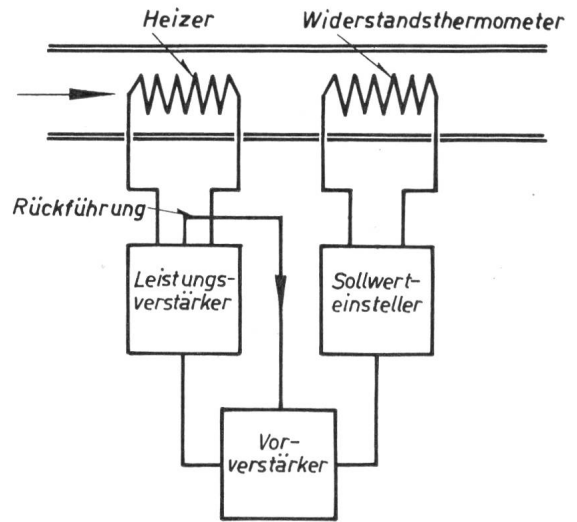 Heizer
Widerstandsthermometer
Rückführung
Leistungs-
verstärker
Sollwert-
einsteller
Vor-
verstärker